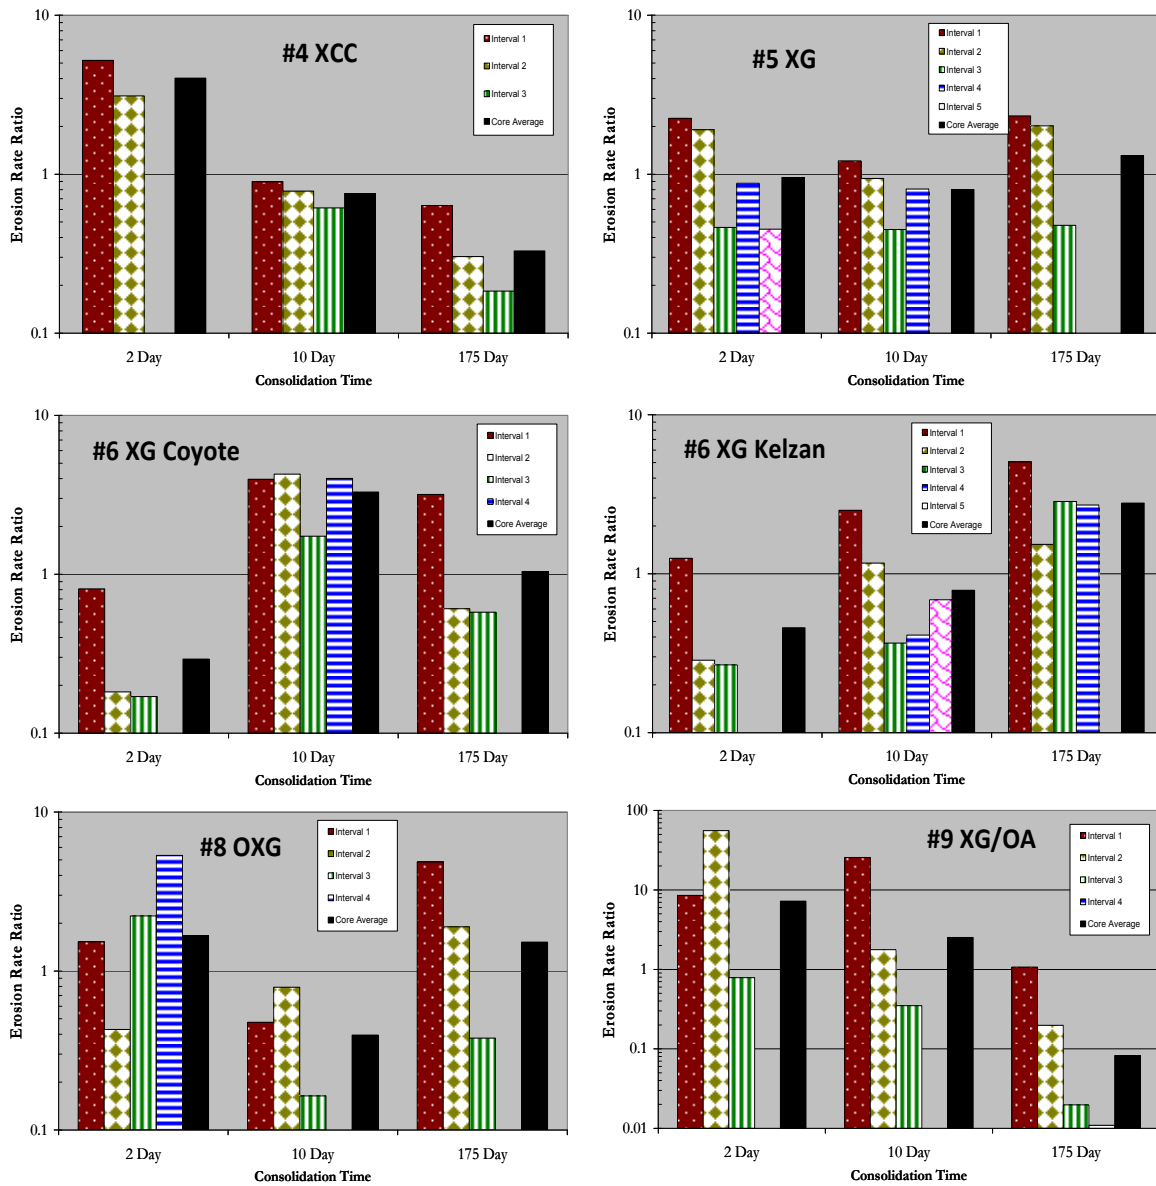 #4 XCC
Erosion Rate Ratio
10
1
0.1
Interval 1
Interval 2
Interval 3
Core Average
2 Day 10 Day 175 Day
Consolidation Time
#5 XG
Erosion Rate Ratio
10
1
0.1
Interval 1
Interval 2
Interval 3
Interval 4
Interval 5
Core Average
2 Day 10 Day 175 Day
Consolidation Time
#6 XG Coyote
Erosion Rate Ratio
10
1
0.1
Interval 1
Interval 2
Interval 3
Interval 4
Core Average
2 Day 10 Day 175 Day
Consolidation Time
#6 XG Kelzan
Erosion Rate Ratio
10
1
0.1
Interval 1
Interval 2
Interval 3
Interval 4
Interval 5
Core Average
2 Day 10 Day 175 Day
Consolidation Time
#8 OXG
Erosion Rate Ratio
10
1
0.1
Interval 1
Interval 2
Interval 3
Interval 4
Core Average
2 Day 10 Day 175 Day
Consolidation Time
#9 XG/OA
Erosion Rate Ratio
100
10
1
0.1
0.01
Interval 1
Interval 2
Interval 3
Interval 4
Core Average
2 Day 10 Day 175 Day
Consolidation Time